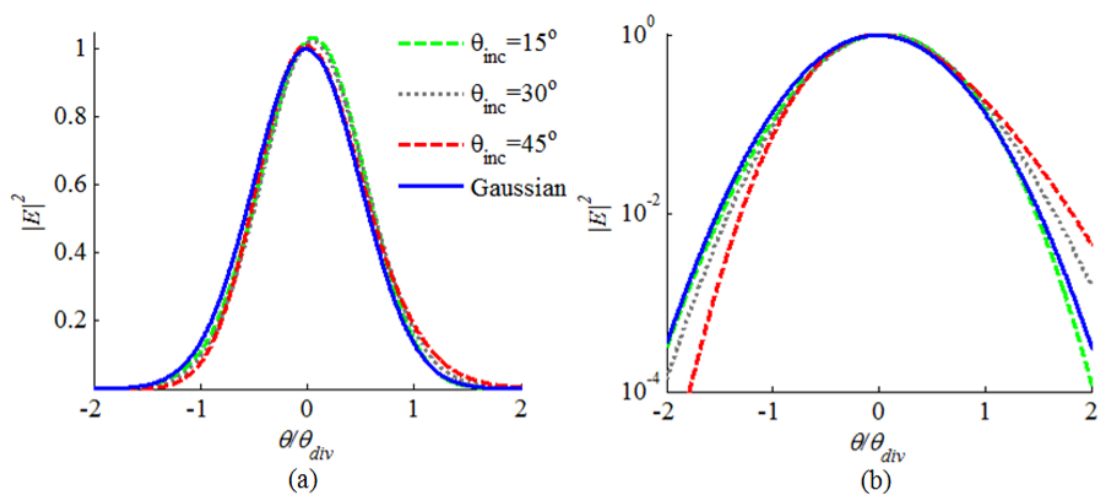 1
0.8
0.6
0.4
0.2
|E|²
θinc=15°
θinc=30°
θinc=45°
Gaussian
-2 -1 0 1 2
θ/θdiv
(a)
10⁰
10⁻²
10⁻⁴
|E|²
-2 -1 0 1 2
θ/θdiv
(b)